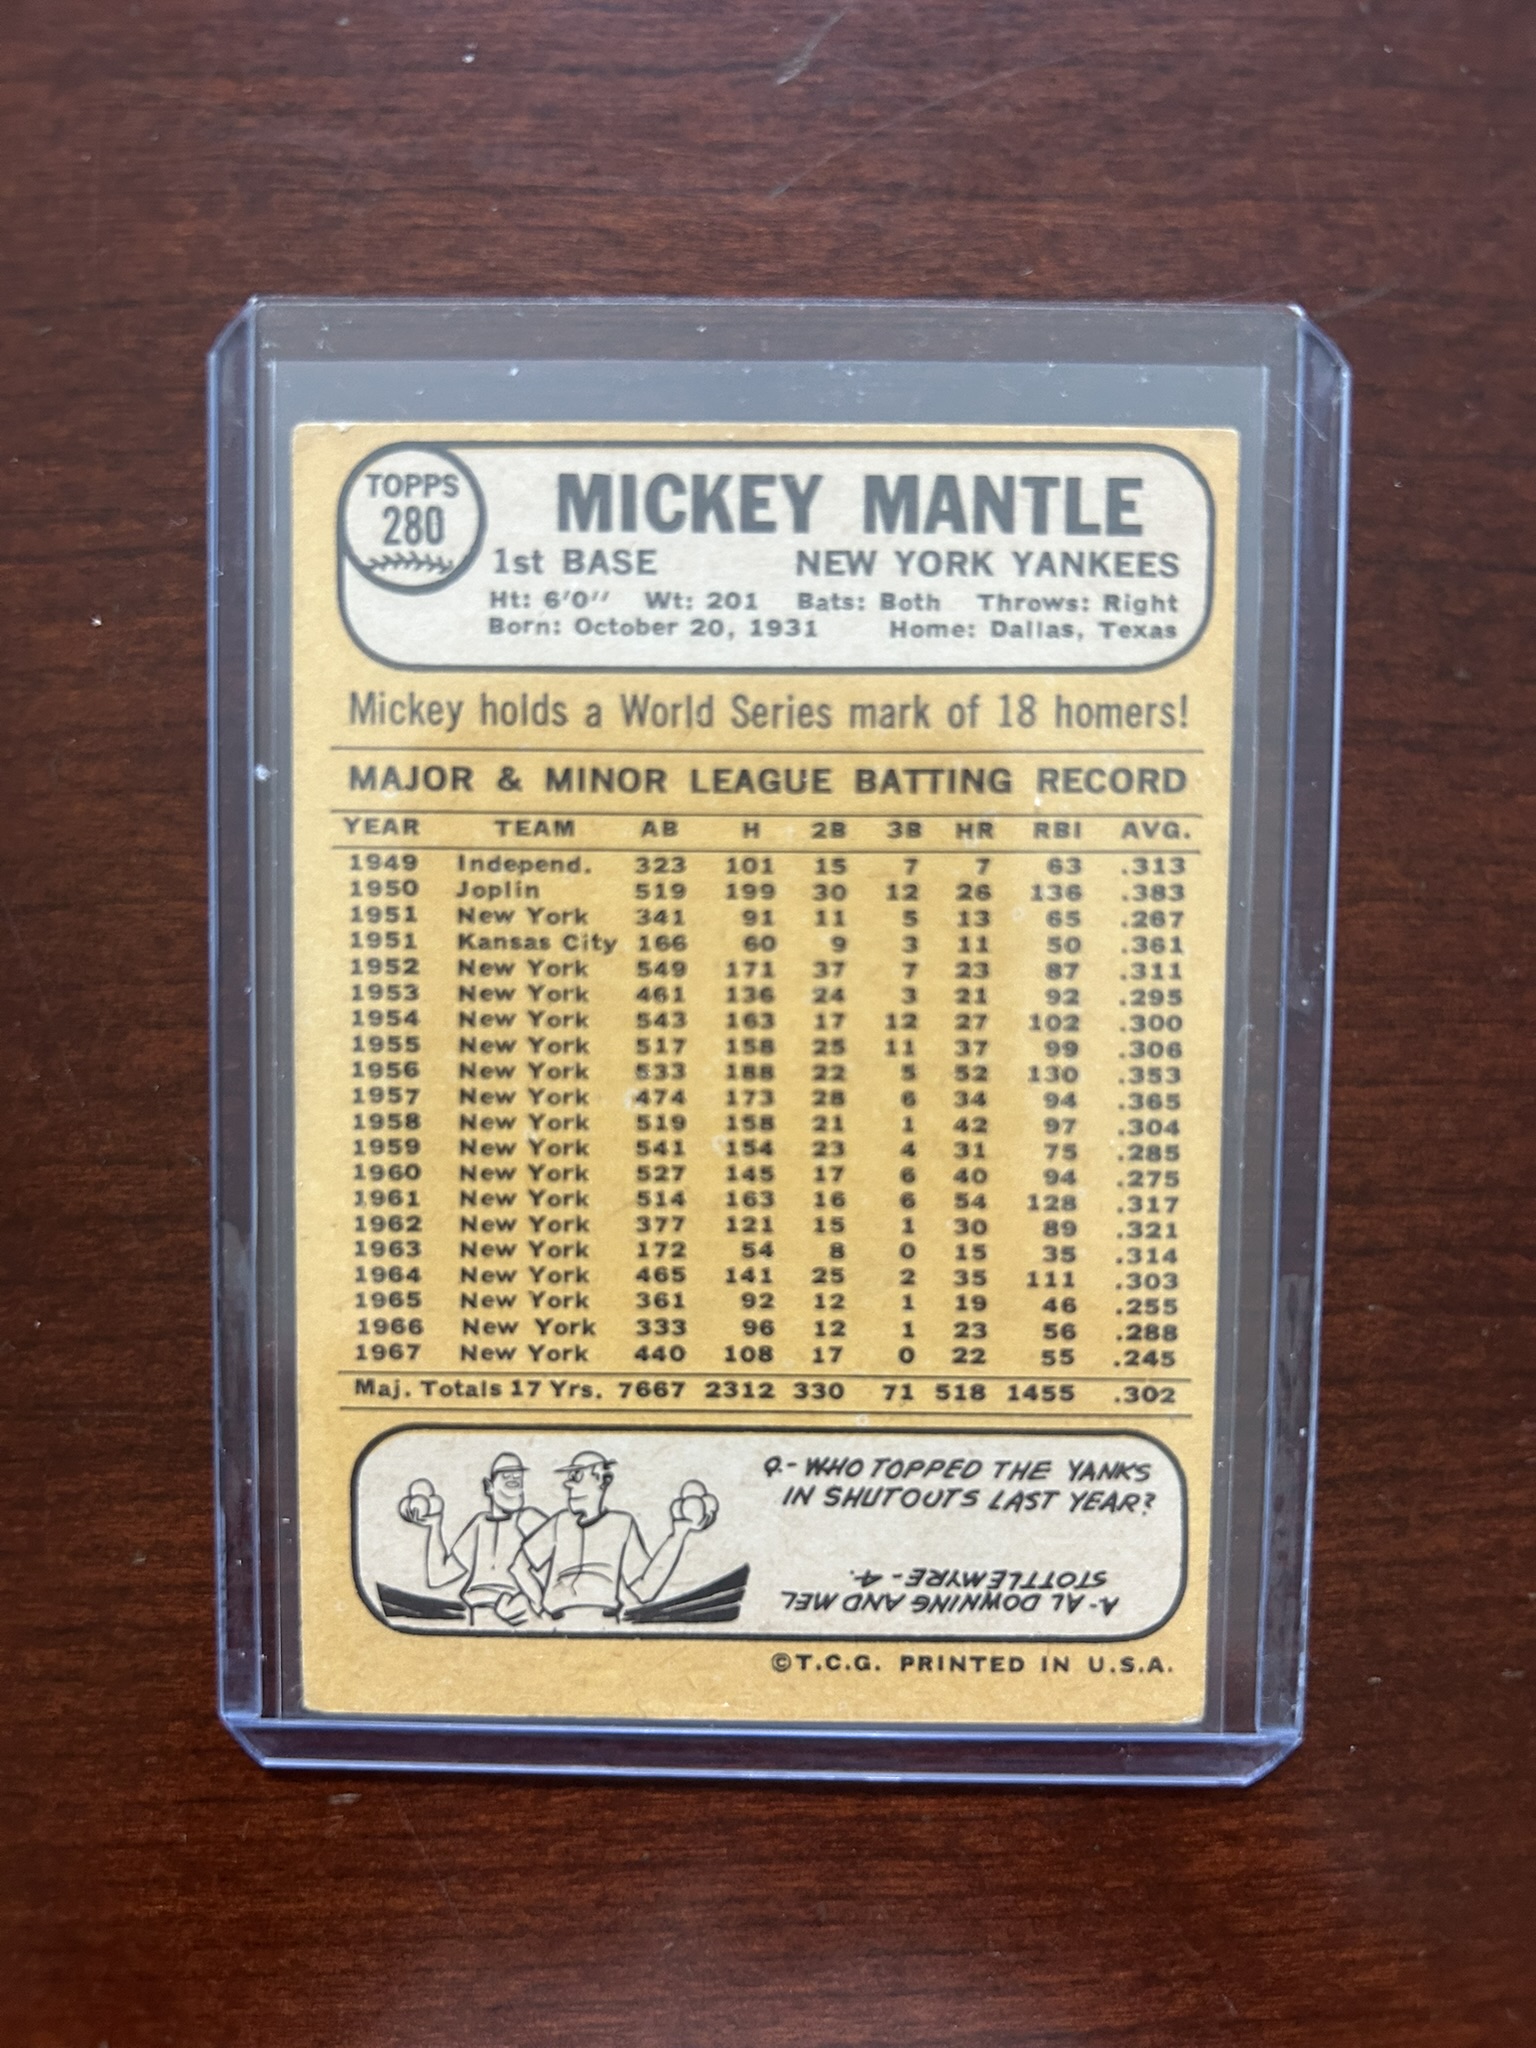 TOPPS
280
MICKEY MANTLE
1st BASE NEW YORK YANKEES
Ht: 6'0" Wt: 201 Bats: Both Throws: Right
Born: October 20, 1931 Home: Dallas, Texas
Mickey holds a World Series mark of 18 homers!
MAJOR & MINOR LEAGUE BATTING RECORD
YEAR TEAM AB H 2B 3B HR RBI AVG.
1949 Independ. 323 101 15 7 7 63 .313
1950 Joplin 519 199 30 12 26 136 .383
1951 New York 341 91 11 5 13 65 .267
1951 Kansas City 166 60 9 3 11 50 .361
1952 New York 549 171 37 7 23 87 .311
1953 New York 461 136 24 3 21 92 .295
1954 New York 543 163 17 12 27 102 .300
1955 New York 517 158 25 11 37 99 .306
1956 New York 533 188 22 5 52 130 .353
1957 New York 474 173 28 6 34 94 .365
1958 New York 519 158 21 1 42 97 .304
1959 New York 541 154 23 4 31 75 .285
1960 New York 527 145 17 6 40 94 .275
1961 New York 514 163 16 6 54 128 .317
1962 New York 377 121 15 1 30 89 .321
1963 New York 172 54 8 0 15 35 .314
1964 New York 465 141 25 2 35 111 .303
1965 New York 361 92 12 1 19 46 .255
1966 New York 333 96 12 1 23 56 .288
1967 New York 440 108 17 0 22 55 .245
Maj. Totals 17 Yrs. 7667 2312 330 71 518 1455 .302
Q.- WHO TOPPED THE YANKS
IN SHUTOUTS LAST YEAR?
A- AL DOWNING AND MEL
STOTTLEMYRE - 4.
©T.C.G. PRINTED IN U.S.A.